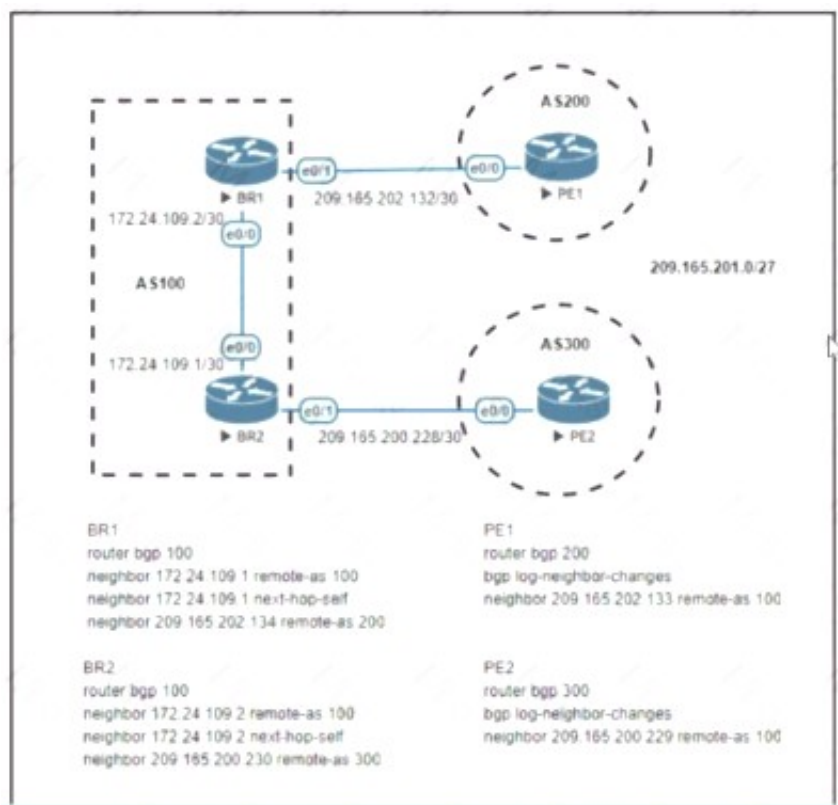 AS200
e0/1
e0/0
209.165.202.132/30
BR1
PE1
172.24.109.2/30
e0/0
209.165.201.0/27
AS100
AS300
e0/0
172.24.109.1/30
e0/1
e0/0
209.165.200.228/30
BR2
PE2
BR1
router bgp 100
neighbor 172.24.109.1 remote-as 100
neighbor 172.24.109.1 next-hop-self
neighbor 209.165.202.134 remote-as 200
PE1
router bgp 200
bgp log-neighbor-changes
neighbor 209.165.202.133 remote-as 100
BR2
router bgp 100
neighbor 172.24.109.2 remote-as 100
neighbor 172.24.109.2 next-hop-self
neighbor 209.165.200.230 remote-as 300
PE2
router bgp 300
bgp log-neighbor-changes
neighbor 209.165.200.229 remote-as 100